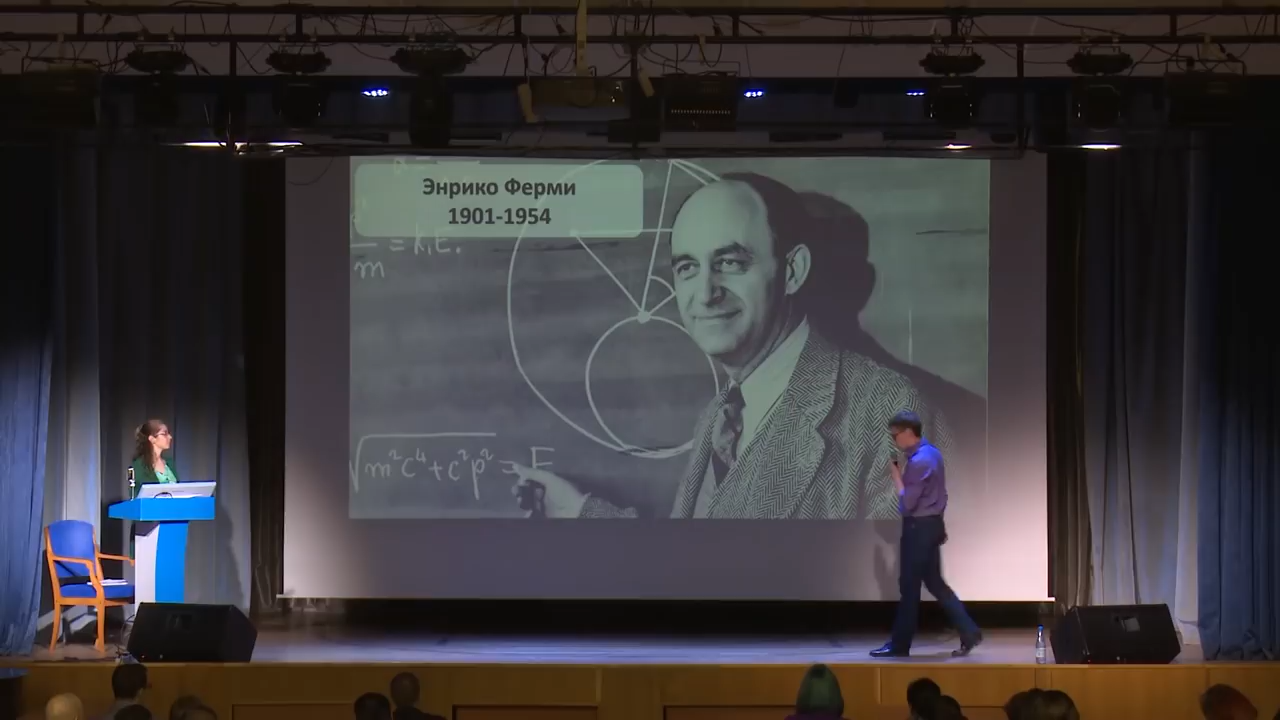 Энрико Ферми
1901-1954
m
√m²c⁴+c²p² = E